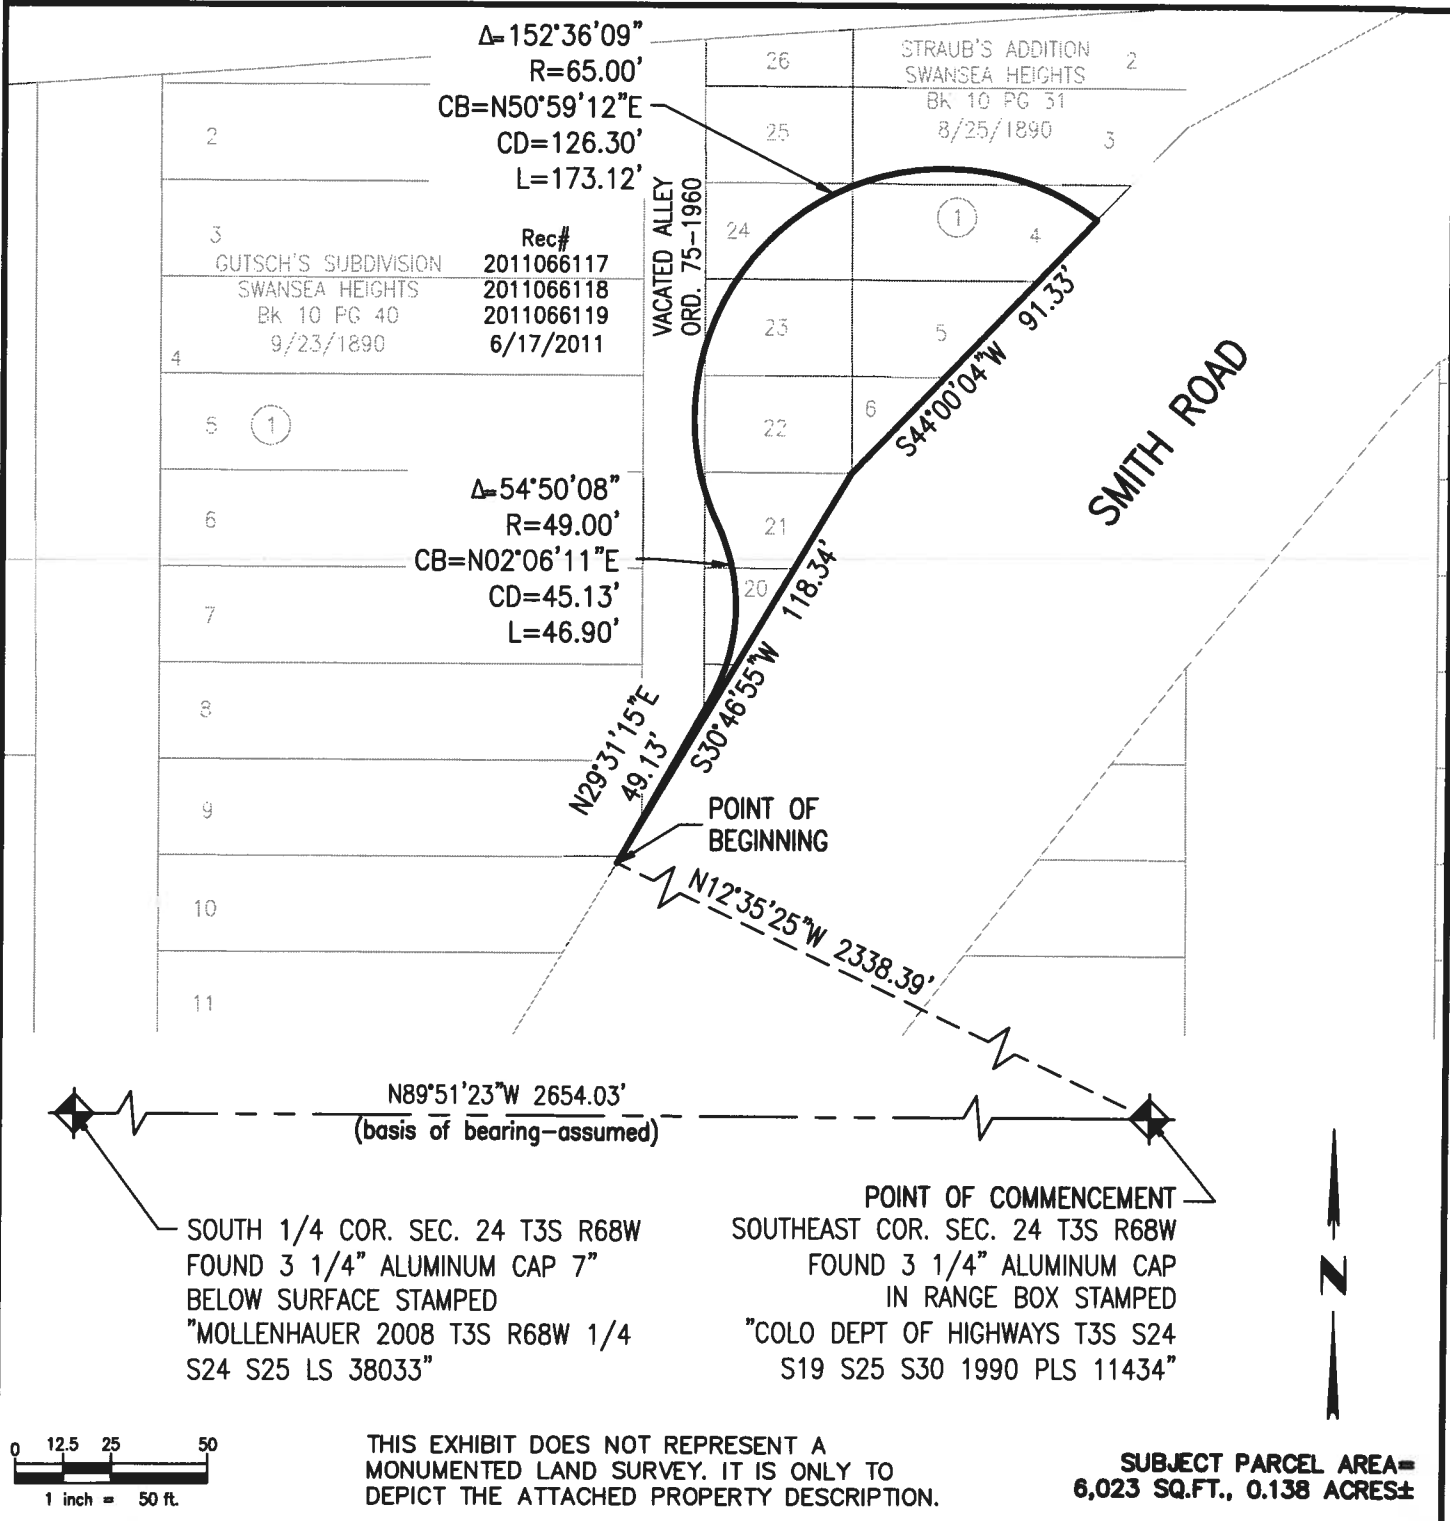 Δ=152°36'09"
R=65.00'
CB=N50°59'12"E
CD=126.30'
L=173.12'
26
STRAUB'S ADDITION
SWANSEA HEIGHTS
BK 10 PG 31
8/25/1890
2
25
3
2
VACATED ALLEY
ORD. 75-1960
24
1
4
3
GUTSCH'S SUBDIVISION
SWANSEA HEIGHTS
BK 10 PG 40
9/23/1890
Rec#
2011066117
2011066118
2011066119
6/17/2011
23
5
S44°00'04"W 91.33'
SMITH ROAD
4
5
1
22
6
Δ=54°50'08"
R=49.00'
CB=N02°06'11"E
CD=45.13'
L=46.90'
6
21
20
7
S30°46'55"W 118.34'
8
N29°31'15"E
49.13'
9
POINT OF
BEGINNING
10
N12°35'25"W 2338.39'
11
N89°51'23"W 2654.03'
(basis of bearing-assumed)
SOUTH 1/4 COR. SEC. 24 T3S R68W
FOUND 3 1/4" ALUMINUM CAP 7"
BELOW SURFACE STAMPED
"MOLLENHAUER 2008 T3S R68W 1/4
S24 S25 LS 38033"
POINT OF COMMENCEMENT
SOUTHEAST COR. SEC. 24 T3S R68W
FOUND 3 1/4" ALUMINUM CAP
IN RANGE BOX STAMPED
"COLO DEPT OF HIGHWAYS T3S S24
S19 S25 S30 1990 PLS 11434"
N
0 12.5 25 50
1 inch = 50 ft.
THIS EXHIBIT DOES NOT REPRESENT A
MONUMENTED LAND SURVEY. IT IS ONLY TO
DEPICT THE ATTACHED PROPERTY DESCRIPTION.
SUBJECT PARCEL AREA=
6,023 SQ.FT., 0.138 ACRES±